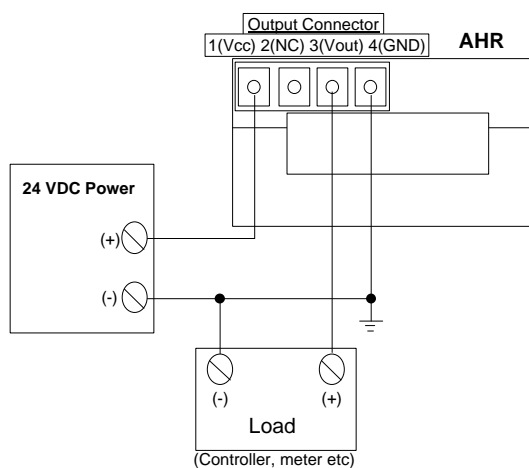 Output Connector
1(Vcc) 2(NC) 3(Vout) 4(GND)
AHR
24 VDC Power
(+)
(-)
(-)
(+)
Load
(Controller, meter etc)